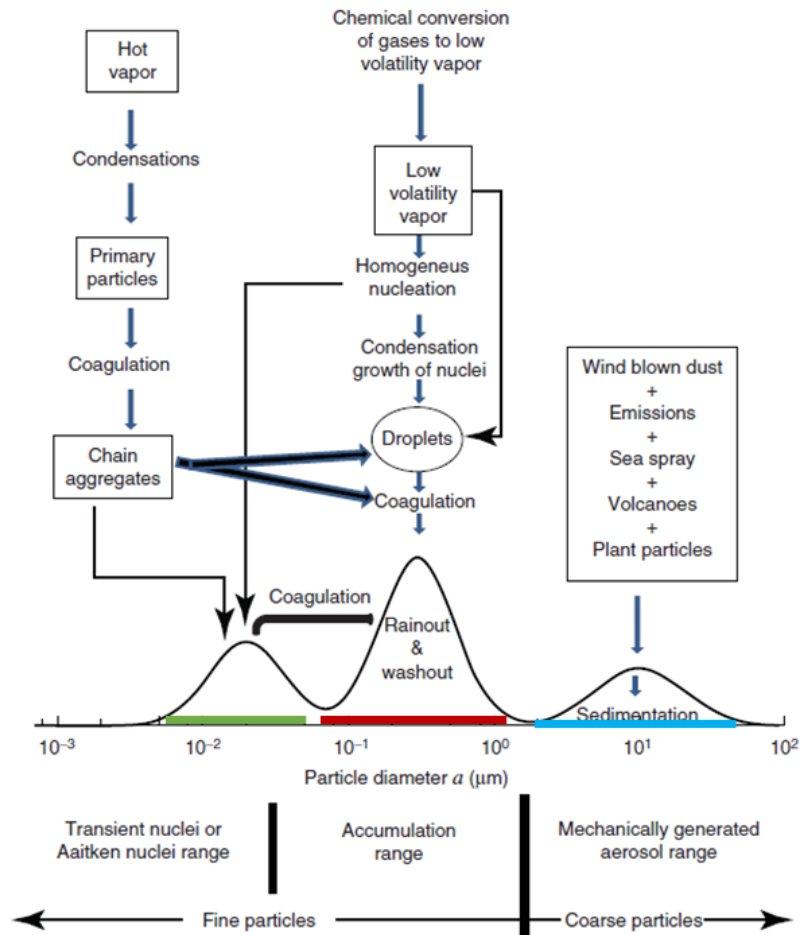 Hot
vapor
Condensations
Primary
particles
Coagulation
Chain
aggregates
Chemical conversion
of gases to low
volatility vapor
Low
volatility
vapor
Homogeneus
nucleation
Condensation
growth of nuclei
Droplets
Coagulation
Wind blown dust
+
Emissions
+
Sea spray
+
Volcanoes
+
Plant particles
Coagulation
Rainout
&
washout
Sedimentation
10⁻³
10⁻²
10⁻¹
10⁰
10¹
10²
Particle diameter a (μm)
Transient nuclei or
Aaitken nuclei range
Accumulation
range
Mechanically generated
aerosol range
Fine particles
Coarse particles